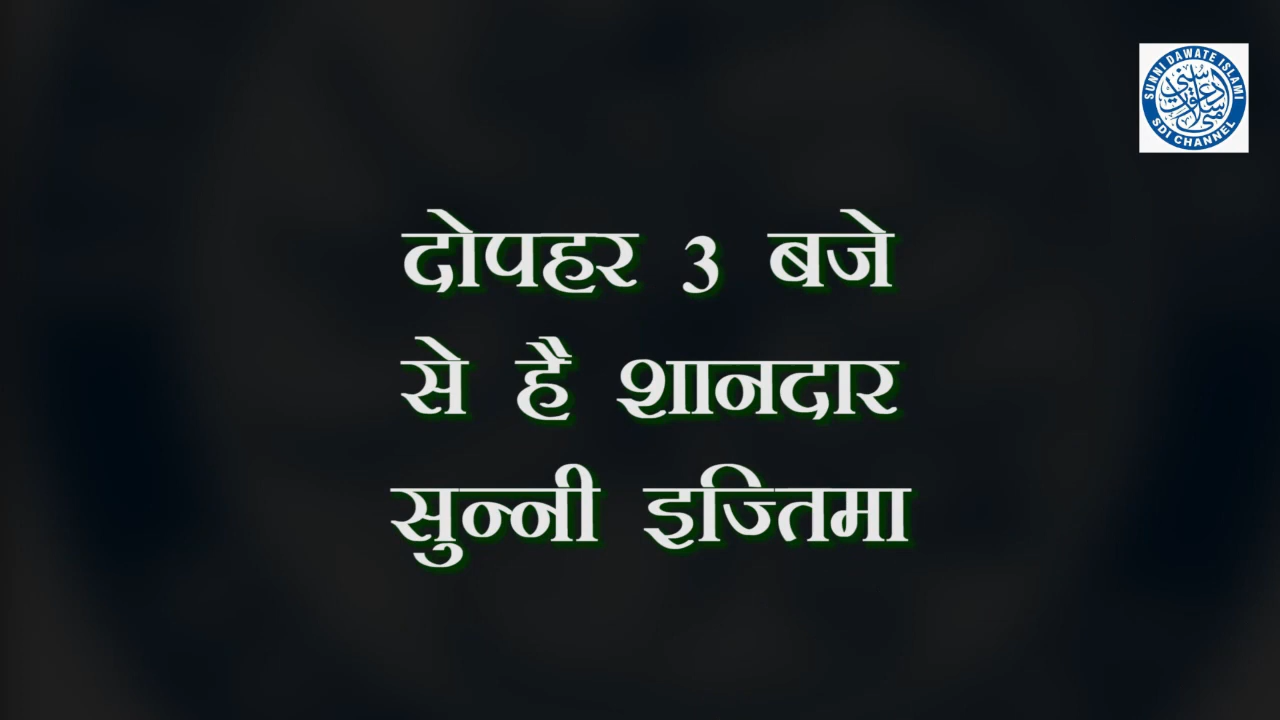 SUNNI DAWATE ISLAMI
SDI CHANNEL
दोपहर 3 बजे
से है शानदार
सुन्नी इज्तिमा